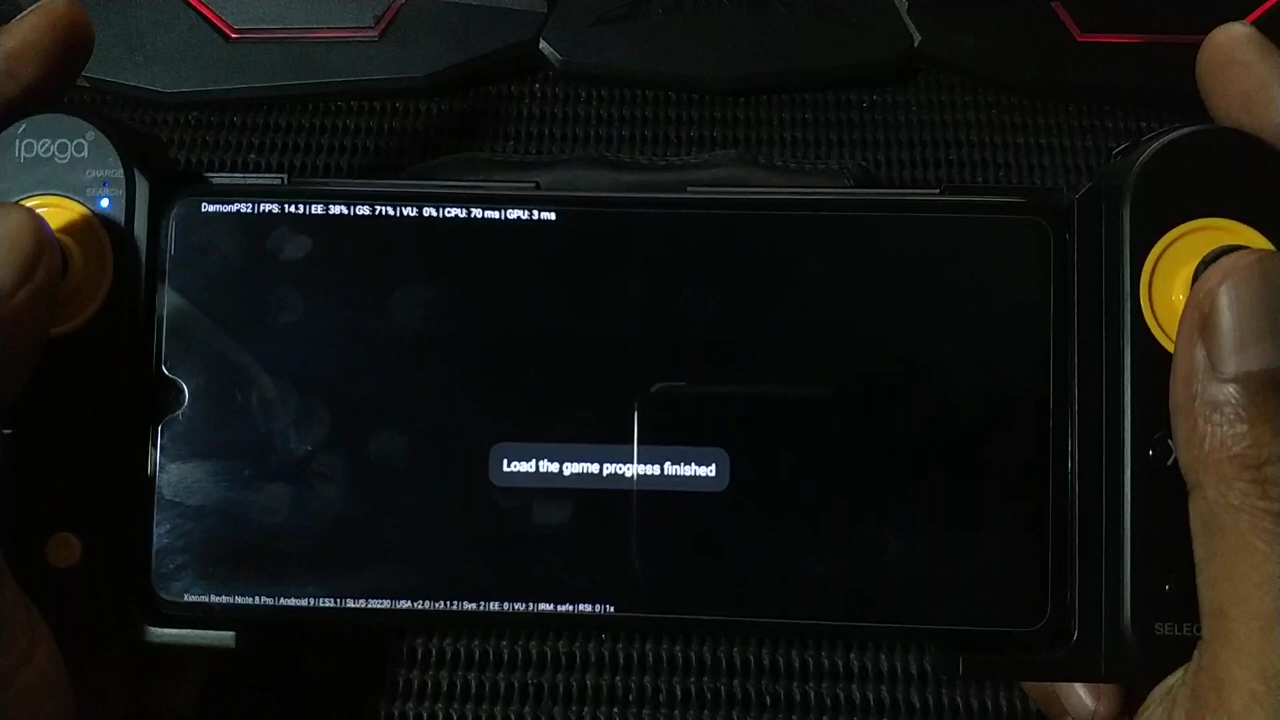 ipega®
CHARGE
SEARCH
DamonPS2 | FPS: 14.3 | EE: 38% | GS: 71% | VU: 0% | CPU: 70 ms | GPU: 3 ms
Load the game progress finished
Xiaomi Redmi Note 8 Pro | Android 9 | ES3.1 | SLUS-20230 | USA v2.0 | v3.1.2 | Sys: 2 | EE: 0 | VU: 3 | IRM: safe | RSI: 0 | 1x
SELEC